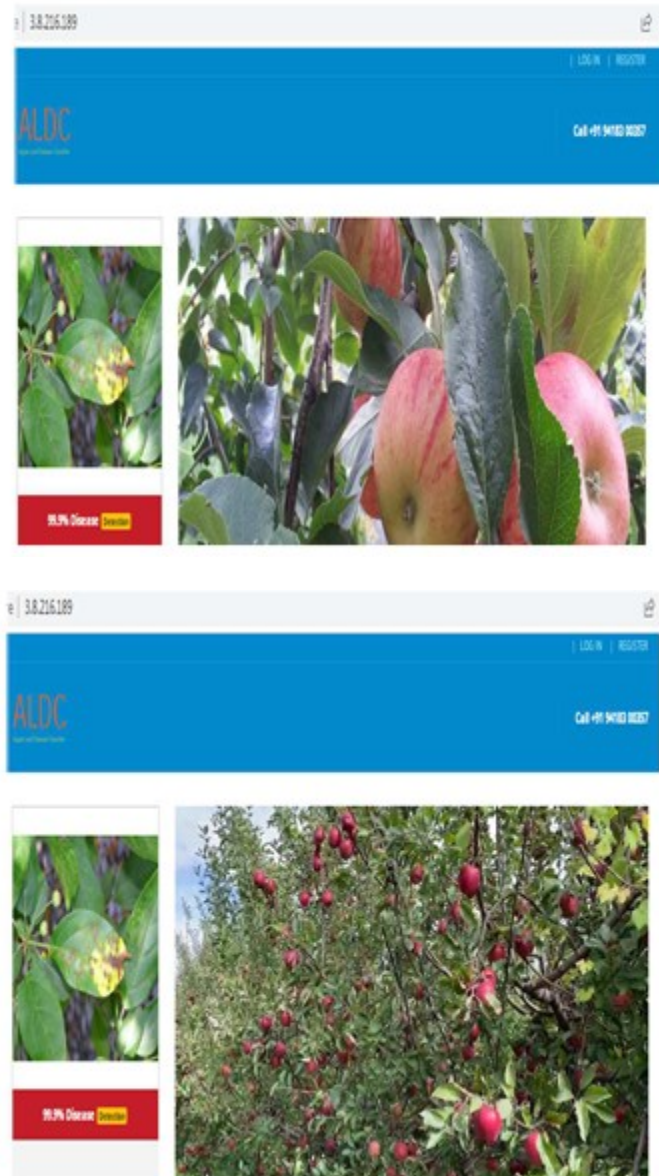 e | 3.8.216.189
| LOG IN | REGISTER
ALDC
Call +91 94183 00357
99.9% Disease Detection
e | 3.8.216.189
| LOG IN | REGISTER
ALDC
Call +91 94183 00357
99.9% Disease Detection